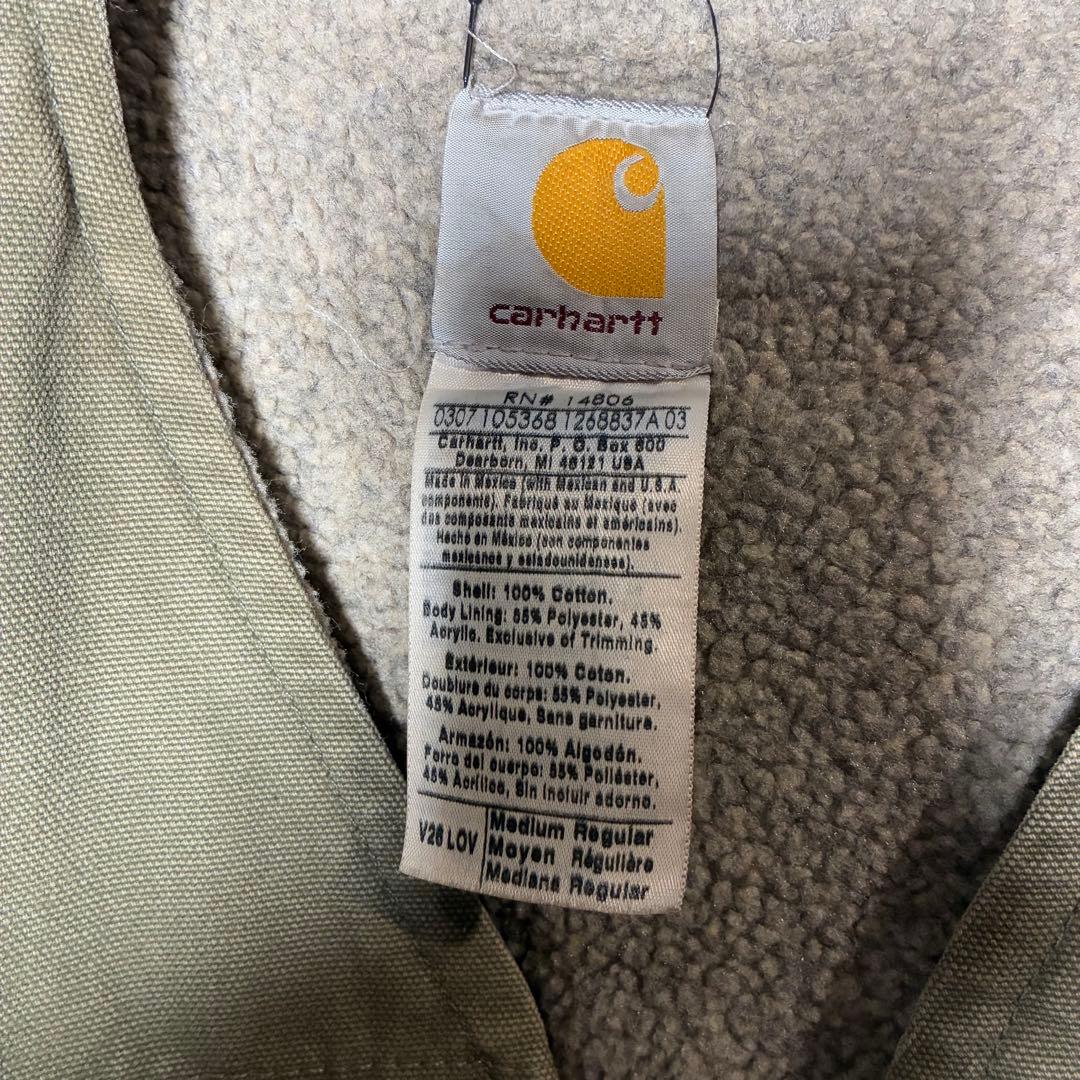 carhartt
RN# 14806
0307 105368 1268837A 03
Carhartt, Inc. P. O. Box 600
Dearborn, MI 48121 USA
Made in Mexico (with Mexican and U.S.A
components). Fabriqué au Mexique (avec
des composants mexicains et américains).
Hecho en México (con componentes
mexicanos y estadounidenses).
Shell: 100% Cotton.
Body Lining: 55% Polyester, 45%
Acrylic. Exclusive of Trimming.
Extérieur: 100% Coton.
Doublure du corps: 55% Polyester,
45% Acrylique, Sans garniture.
Armazón: 100% Algodón.
Forro del cuerpo: 55% Poliéster,
45% Acrílico, Sin incluir adorno.
V26 LOV
Medium Regular
Moyen Régulière
Mediana Regular